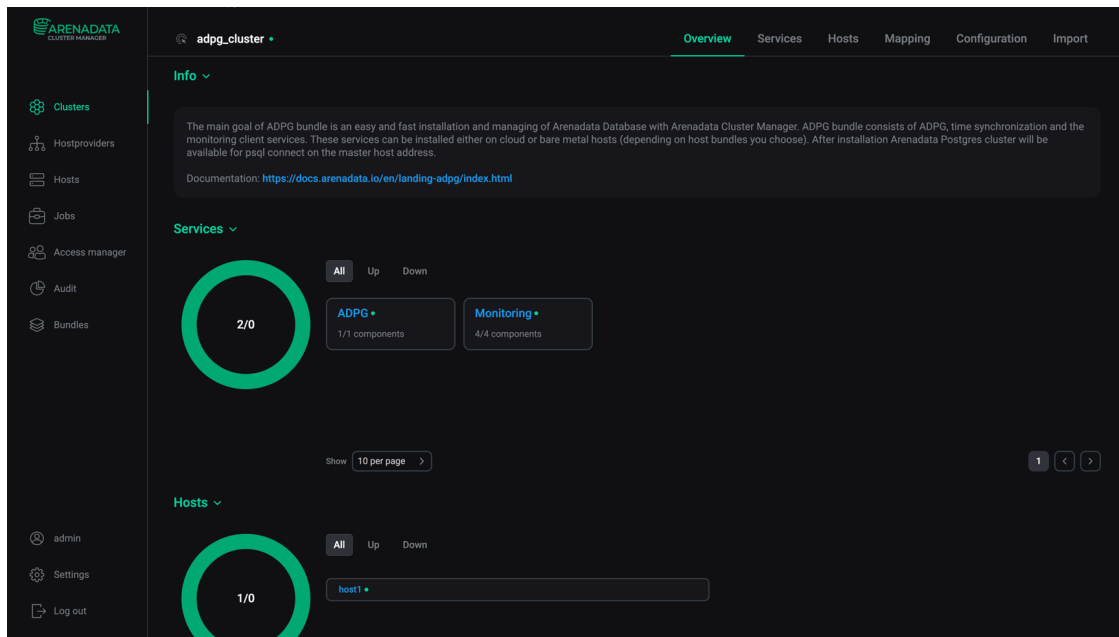 ARENADATA
CLUSTER MANAGER
adpg_cluster
Overview Services Hosts Mapping Configuration Import
Clusters
Hostproviders
Hosts
Jobs
Access manager
Audit
Bundles
admin
Settings
Log out
Info
The main goal of ADPG bundle is an easy and fast installation and managing of Arenadata Database with Arenadata Cluster Manager. ADPG bundle consists of ADPG, time synchronization and the
monitoring client services. These services can be installed either on cloud or bare metal hosts (depending on host bundles you choose). After installation Arenadata Postgres cluster will be
available for psql connect on the master host address.
Documentation: https://docs.arenadata.io/en/landing-adpg/index.html
Services
2/0
All Up Down
ADPG
1/1 components
Monitoring
4/4 components
Show 10 per page
1
Hosts
1/0
All Up Down
host1